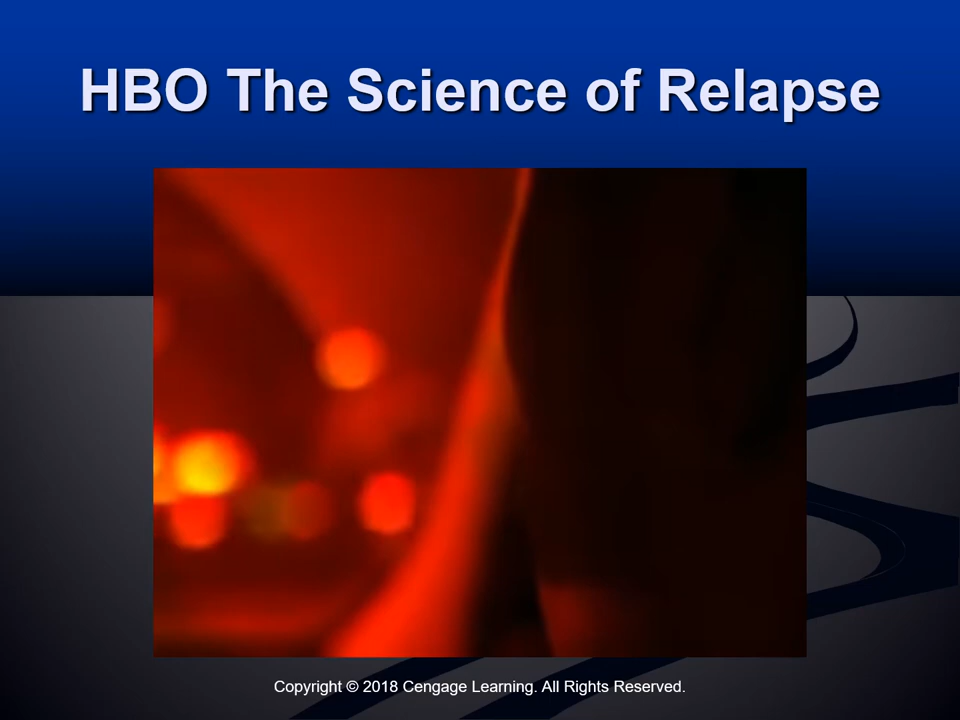 HBO The Science of Relapse
Copyright © 2018 Cengage Learning. All Rights Reserved.